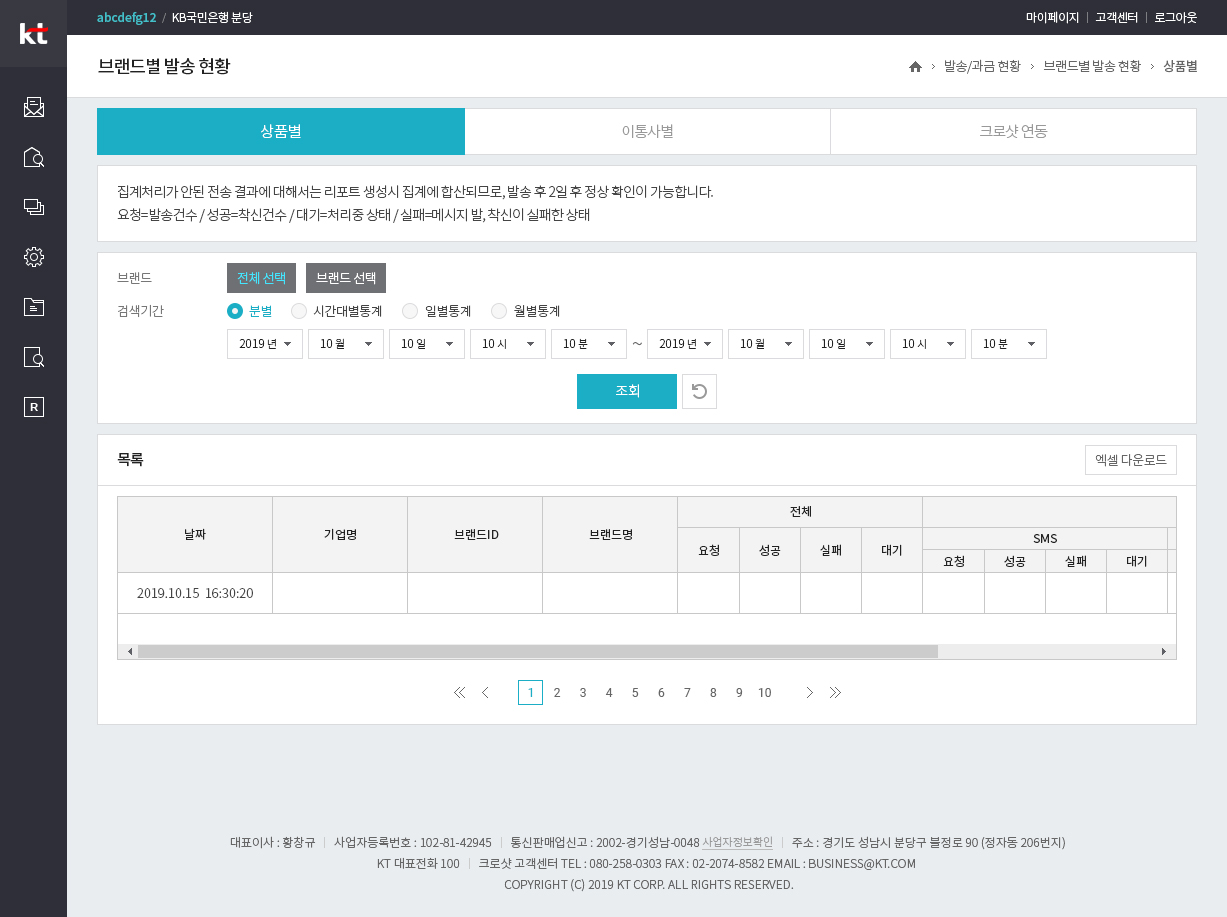 kt
abcdefg12 / KB국민은행 분당
마이페이지 | 고객센터 | 로그아웃
브랜드별 발송 현황
발송/과금 현황 > 브랜드별 발송 현황 > 상품별
상품별 이통사별 크로샷 연동
집계처리가 안된 전송 결과에 대해서는 리포트 생성시 집계에 합산되므로, 발송 후 2일 후 정상 확인이 가능합니다.
요청=발송건수 / 성공=착신건수 / 대기=처리중 상태 / 실패=메시지 발, 착신이 실패한 상태
브랜드 전체 선택 브랜드 선택
검색기간 분별 시간대별통계 일별통계 월별통계
2019 년 10 월 10 일 10 시 10 분 ~ 2019 년 10 월 10 일 10 시 10 분
조회
R
목록 엑셀 다운로드
전체
날짜 기업명 브랜드ID 브랜드명
SMS
요청 성공 실패 대기
요청 성공 실패 대기
2019.10.15 16:30:20
1 2 3 4 5 6 7 8 9 10
대표이사 : 황창규 | 사업자등록번호 : 102-81-42945 | 통신판매업신고 : 2002-경기성남-0048 사업자정보확인 | 주소 : 경기도 성남시 분당구 불정로 90 (정자동 206번지)
KT 대표전화 100 | 크로샷 고객센터 TEL : 080-258-0303 FAX : 02-2074-8582 EMAIL : BUSINESS@KT.COM
COPYRIGHT (C) 2019 KT CORP. ALL RIGHTS RESERVED.